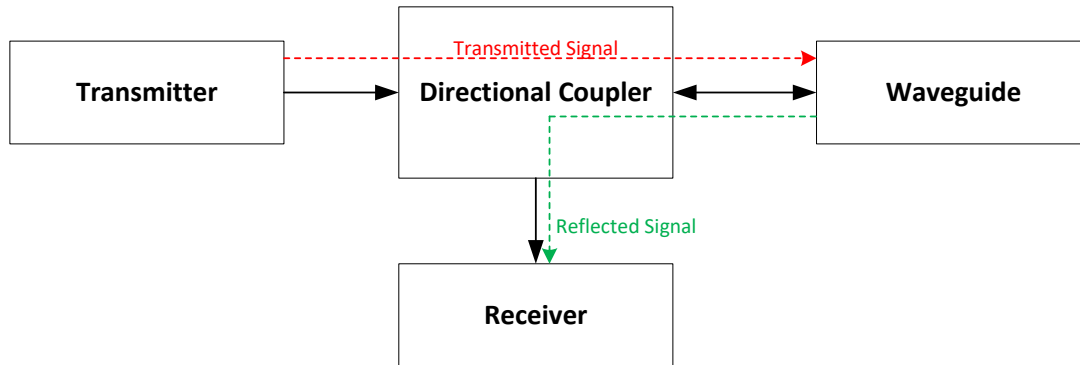 Transmitted Signal
Transmitter
Directional Coupler
Waveguide
Reflected Signal
Receiver